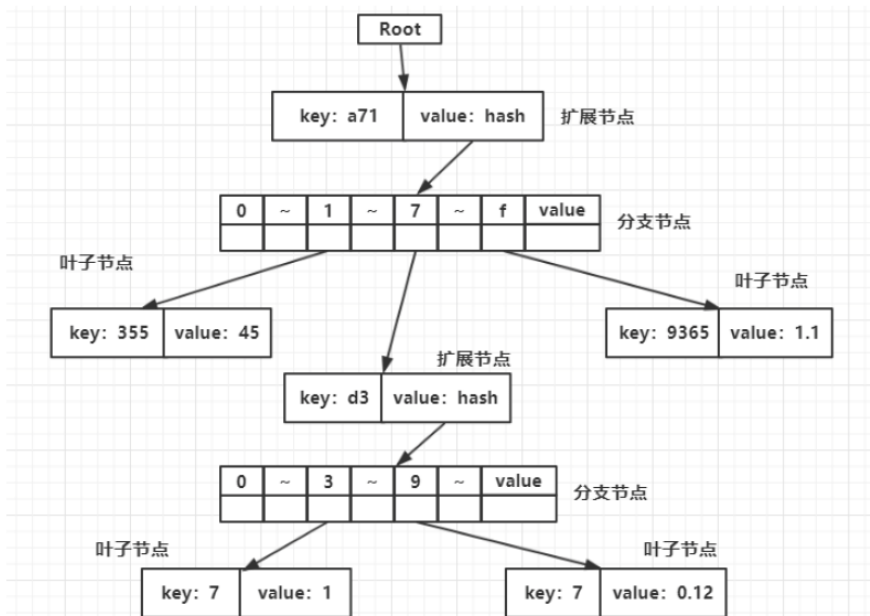 Root
key: a71 value: hash 扩展节点
0 ~ 1 ~ 7 ~ f value 分支节点
叶子节点 叶子节点
key: 355 value: 45 key: 9365 value: 1.1
扩展节点
key: d3 value: hash
0 ~ 3 ~ 9 ~ value 分支节点
叶子节点 叶子节点
key: 7 value: 1 key: 7 value: 0.12